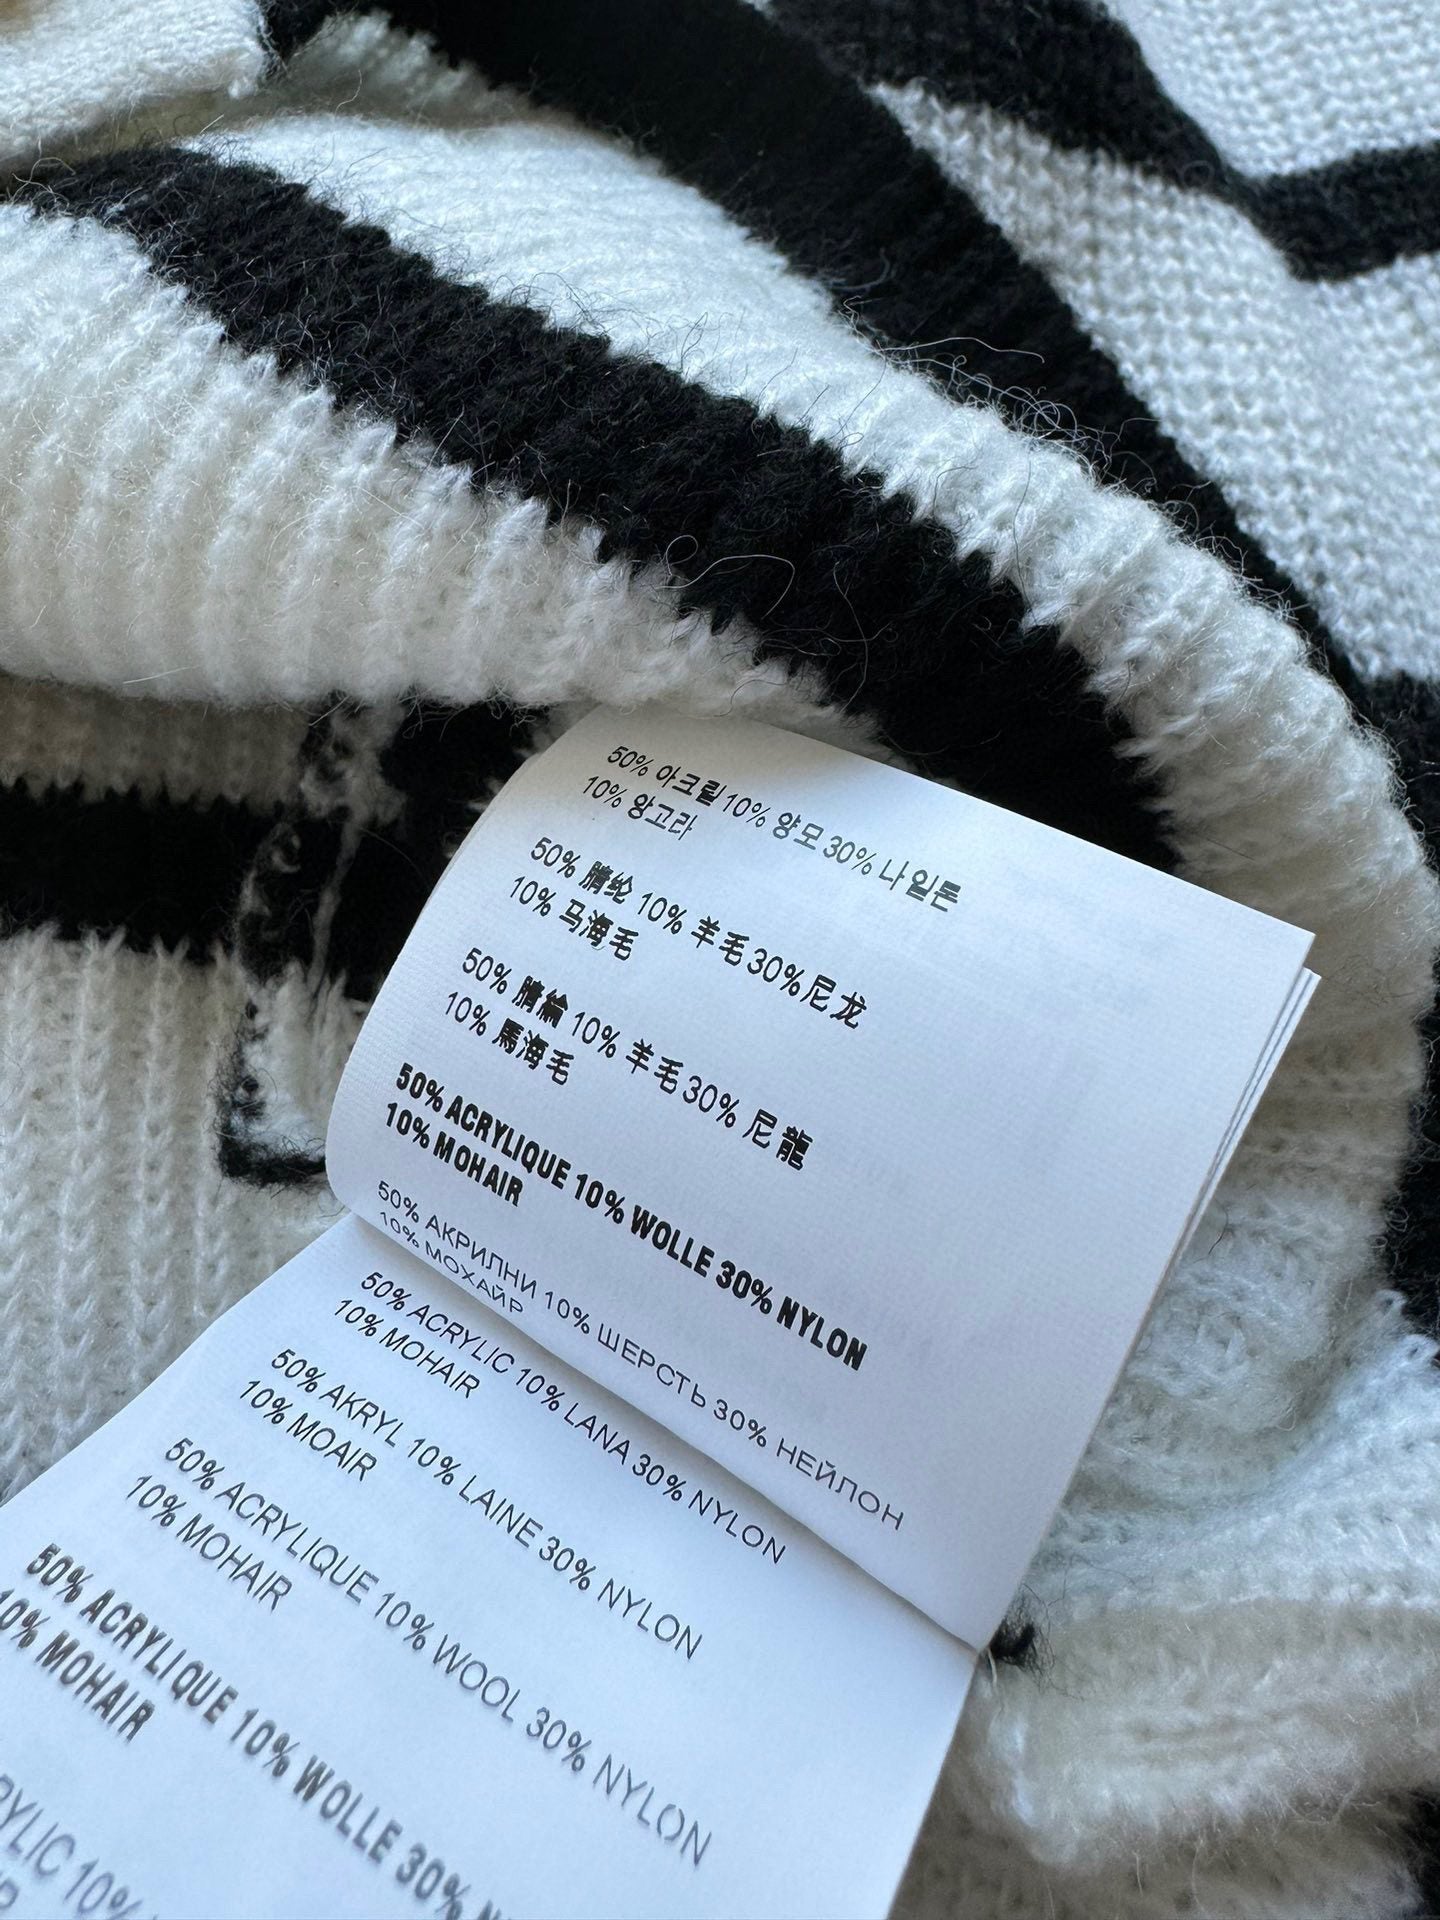 50% 아크릴 10% 양모 30% 나일론
10% 앙고라
50% 腈纶 10% 羊毛 30% 尼龙
10% 马海毛
50% 腈綸 10% 羊毛 30% 尼龍
10% 馬海毛
50% ACRYLIQUE 10% WOLLE 30% NYLON
10% MOHAIR
50% АКРИЛНИ 10% ШЕРСТЬ 30% НЕЙЛОН
10% МОХАЙР
50% ACRYLIC 10% LANA 30% NYLON
10% MOHAIR
50% AKRYL 10% LAINE 30% NYLON
10% MOAIR
50% ACRYLIQUE 10% WOOL 30% NYLON
10% MOHAIR
50% ACRYLIQUE 10% WOLLE 30%
10% MOHAIR
10%